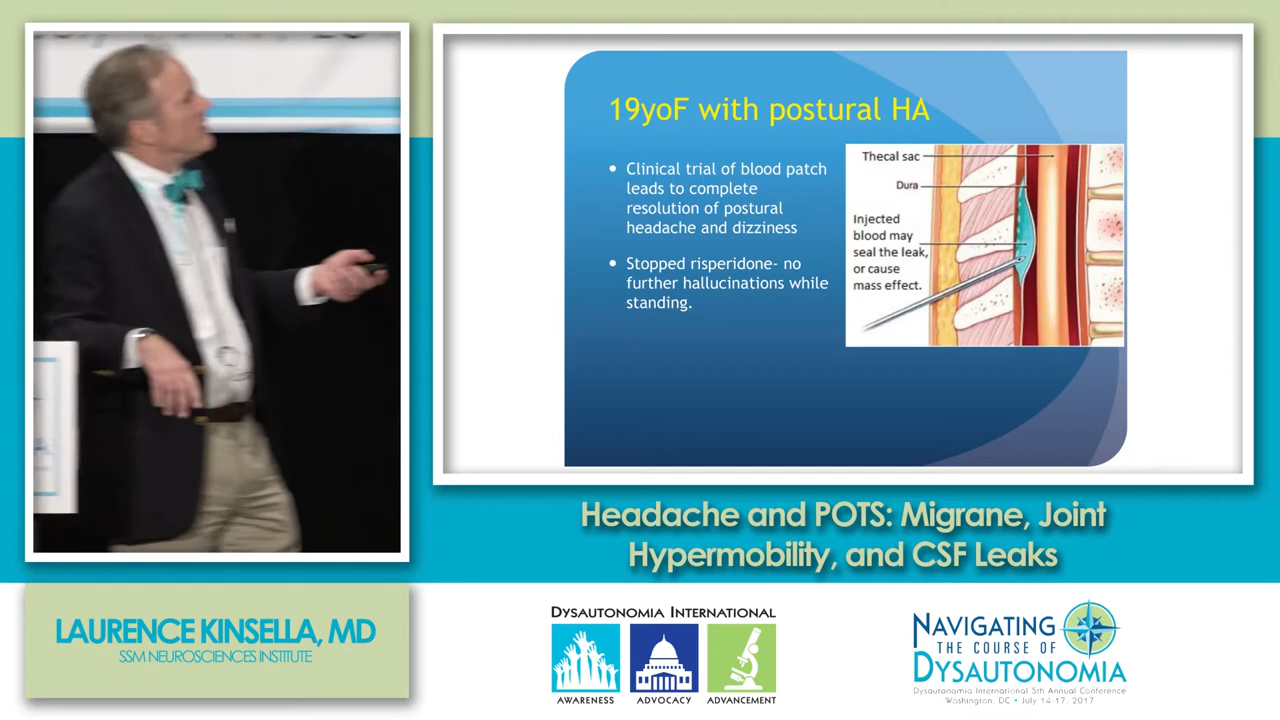 19yoF with postural HA
• Clinical trial of blood patch
leads to complete
resolution of postural
headache and dizziness
• Stopped risperidone- no
further hallucinations while
standing.
Thecal sac
Dura
Injected
blood may
seal the leak,
or cause
mass effect.
Headache and POTS: Migrane, Joint
Hypermobility, and CSF Leaks
LAURENCE KINSELLA, MD
SSM NEUROSCIENCES INSTITUTE
DYSAUTONOMIA INTERNATIONAL
AWARENESS ADVOCACY ADVANCEMENT
NAVIGATING
THE COURSE OF
DYSAUTONOMIA
Dysautonomia International 5th Annual Conference
Washington, DC • July 14-17, 2017